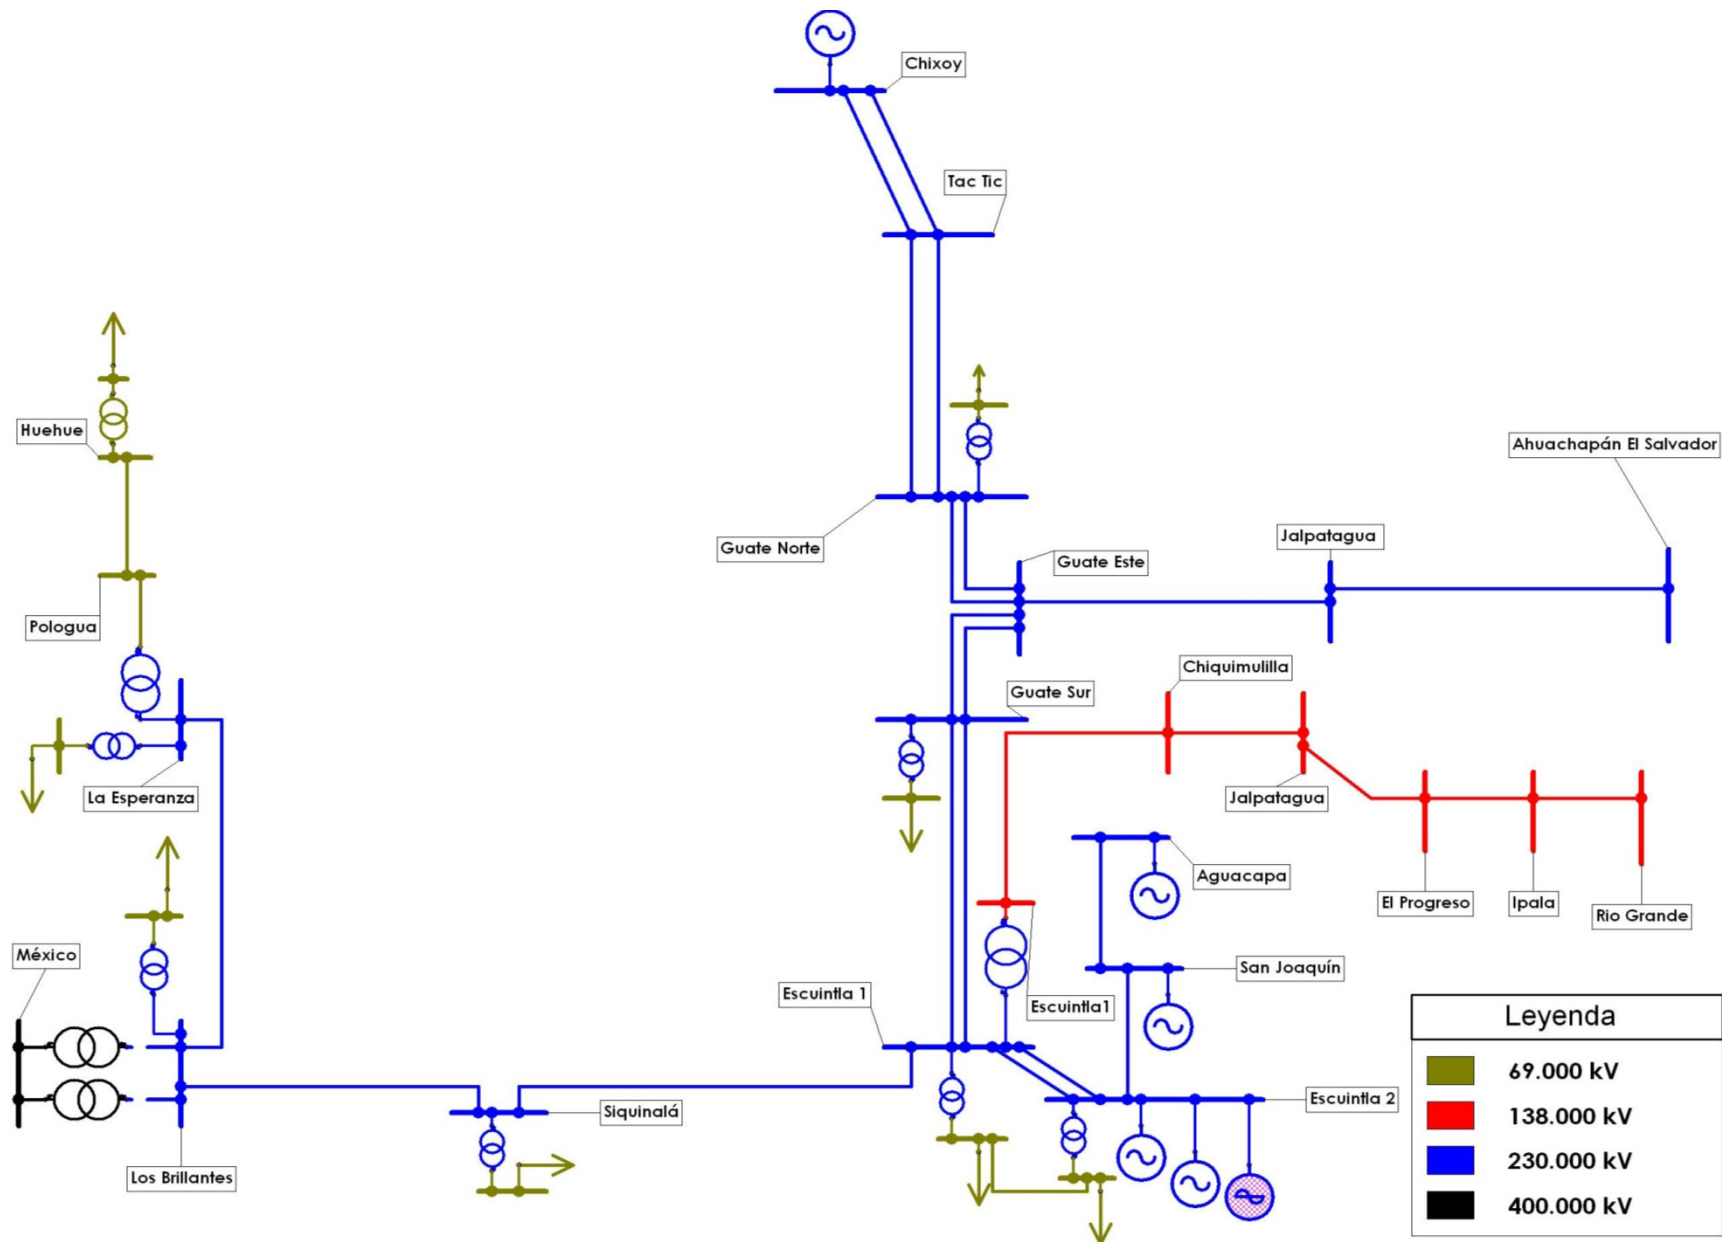 Chixoy
Tac Tic
Huehue
Ahuachapán El Salvador
Guate Norte
Guate Este
Jalpatagua
Pologua
Chiquimulilla
Guate Sur
La Esperanza
Jalpatagua
Aguacapa
El Progreso
Ipala
Rio Grande
México
San Joaquín
Escuintla 1
Escuintla1
Leyenda
69.000 kV
138.000 kV
230.000 kV
400.000 kV
Siquinalá
Escuintla 2
Los Brillantes